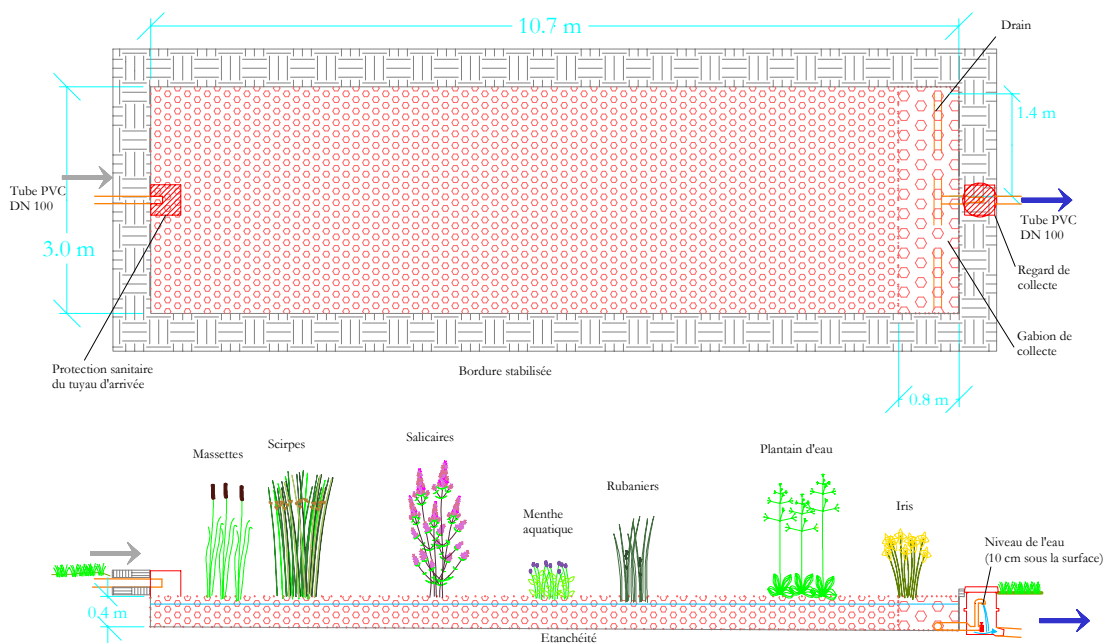 10.7 m
Drain
1.4 m
Tube PVC
DN 100
3.0 m
Tube PVC
DN 100
Regard de
collecte
Gabion de
collecte
Protection sanitaire
du tuyau d'arrivée
Bordure stabilisée
0.8 m
Massettes
Scirpes
Salicaires
Menthe
aquatique
Rubaniers
Plantain d'eau
Iris
Niveau de l'eau
(10 cm sous la surface)
0.4 m
Etanchéité